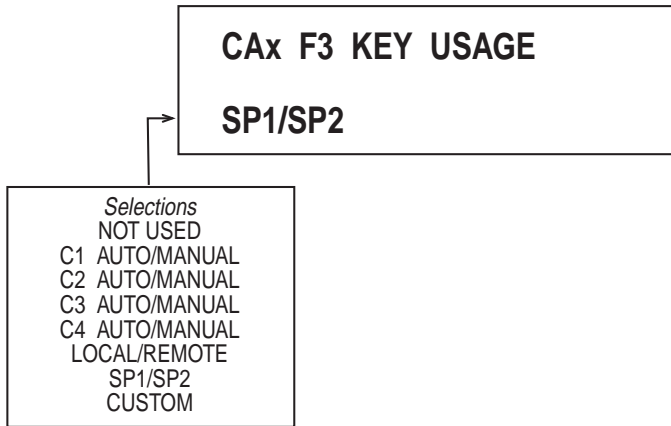 CAx F3 KEY USAGE
SP1/SP2
Selections
NOT USED
C1 AUTO/MANUAL
C2 AUTO/MANUAL
C3 AUTO/MANUAL
C4 AUTO/MANUAL
LOCAL/REMOTE
SP1/SP2
CUSTOM